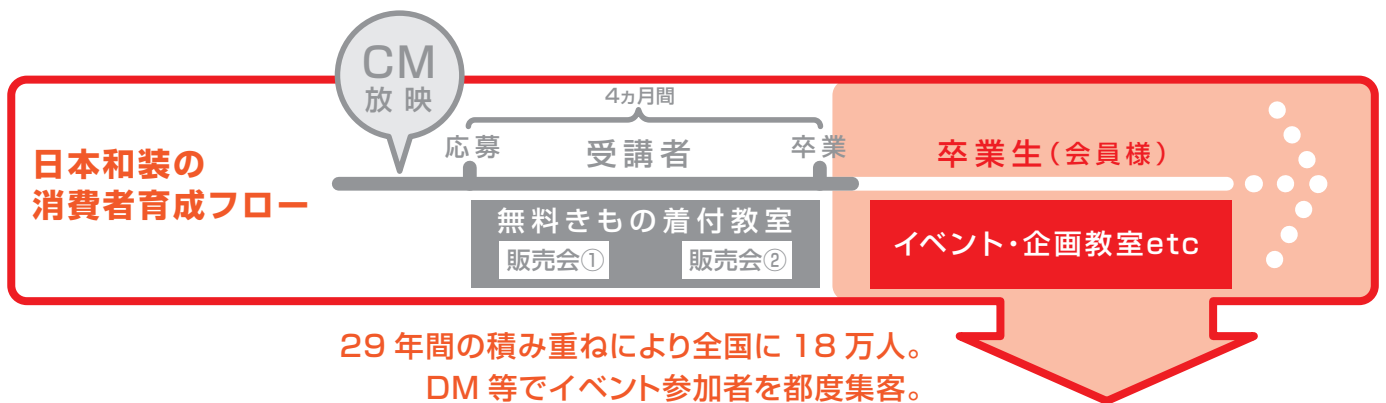 日本和装の
消費者育成フロー
CM
放映
4ヵ月間
応募
受講者
卒業
無料きもの着付教室
販売会①
販売会②
卒業生(会員様)
イベント・企画教室etc
29年間の積み重ねにより全国に18万人。
DM等でイベント参加者を都度集客。